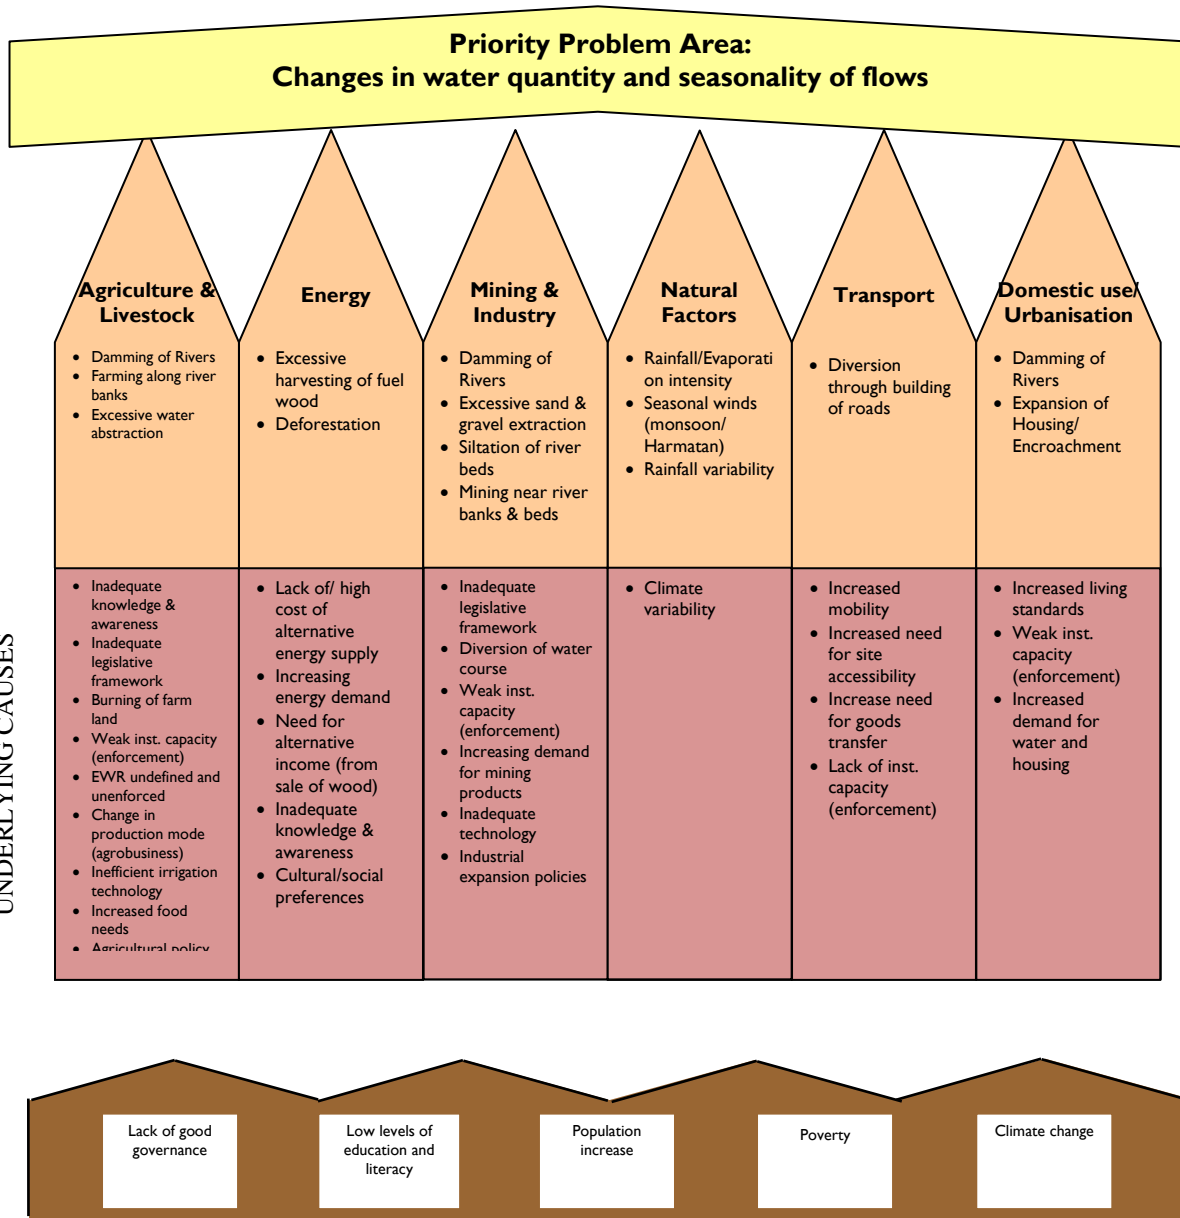 Priority Problem Area:
Changes in water quantity and seasonality of flows
Agriculture &
Livestock
• Damming of Rivers
• Farming along river
banks
• Excessive water
abstraction
Energy
• Excessive
harvesting of fuel
wood
• Deforestation
Mining &
Industry
• Damming of
Rivers
• Excessive sand &
gravel extraction
• Siltation of river
beds
• Mining near river
banks & beds
Natural
Factors
• Rainfall/Evaporati
on intensity
• Seasonal winds
(monsoon/
Harmatan)
• Rainfall variability
Transport
• Diversion
through building
of roads
Domestic use/
Urbanisation
• Damming of
Rivers
• Expansion of
Housing/
Encroachment
UNDERLYING CAUSES
• Inadequate
knowledge &
awareness
• Inadequate
legislative
framework
• Burning of farm
land
• Weak inst. capacity
(enforcement)
• EWR undefined and
unenforced
• Change in
production mode
(agrobusiness)
• Inefficient irrigation
technology
• Increased food
needs
• Agricultural policy
• Lack of/ high
cost of
alternative
energy supply
• Increasing
energy demand
• Need for
alternative
income (from
sale of wood)
• Inadequate
knowledge &
awareness
• Cultural/social
preferences
• Inadequate
legislative
framework
• Diversion of water
course
• Weak inst.
capacity
(enforcement)
• Increasing demand
for mining
products
• Inadequate
technology
• Industrial
expansion policies
• Climate
variability
• Increased
mobility
• Increased need
for site
accessibility
• Increase need
for goods
transfer
• Lack of inst.
capacity
(enforcement)
• Increased living
standards
• Weak inst.
capacity
(enforcement)
• Increased
demand for
water and
housing
Lack of good
governance
Low levels of
education and
literacy
Population
increase
Poverty
Climate change